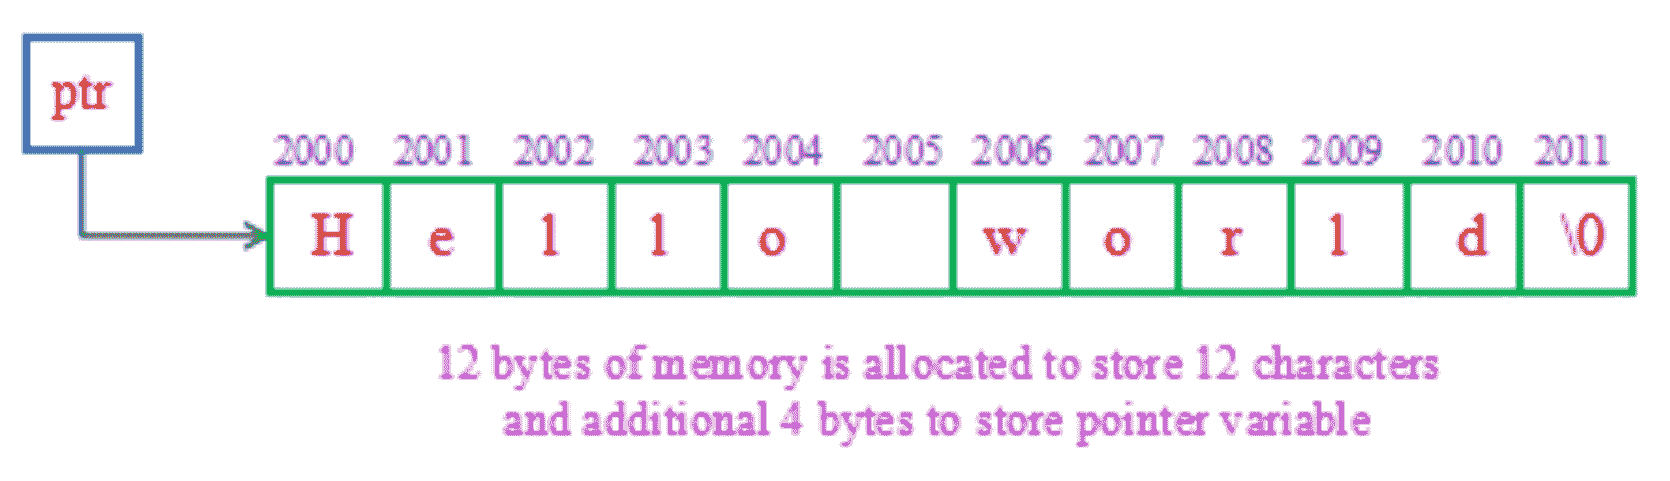 ptr
2000 2001 2002 2003 2004 2005 2006 2007 2008 2009 2010 2011
H e l l o w o r l d \0
12 bytes of memory is allocated to store 12 characters
and additional 4 bytes to store pointer variable